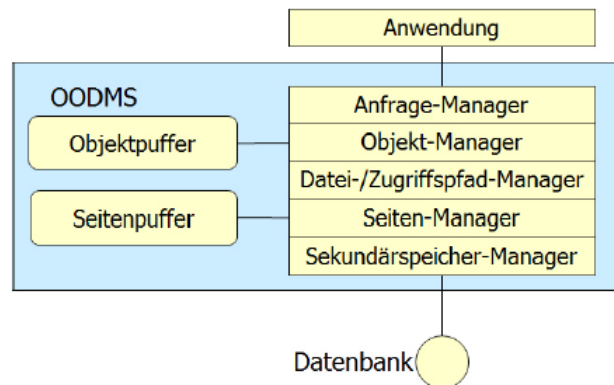 Anwendung
OODMS
Anfrage-Manager
Objektpuffer
Objekt-Manager
Datei-/Zugriffspfad-Manager
Seitenpuffer
Seiten-Manager
Sekundärspeicher-Manager
Datenbank